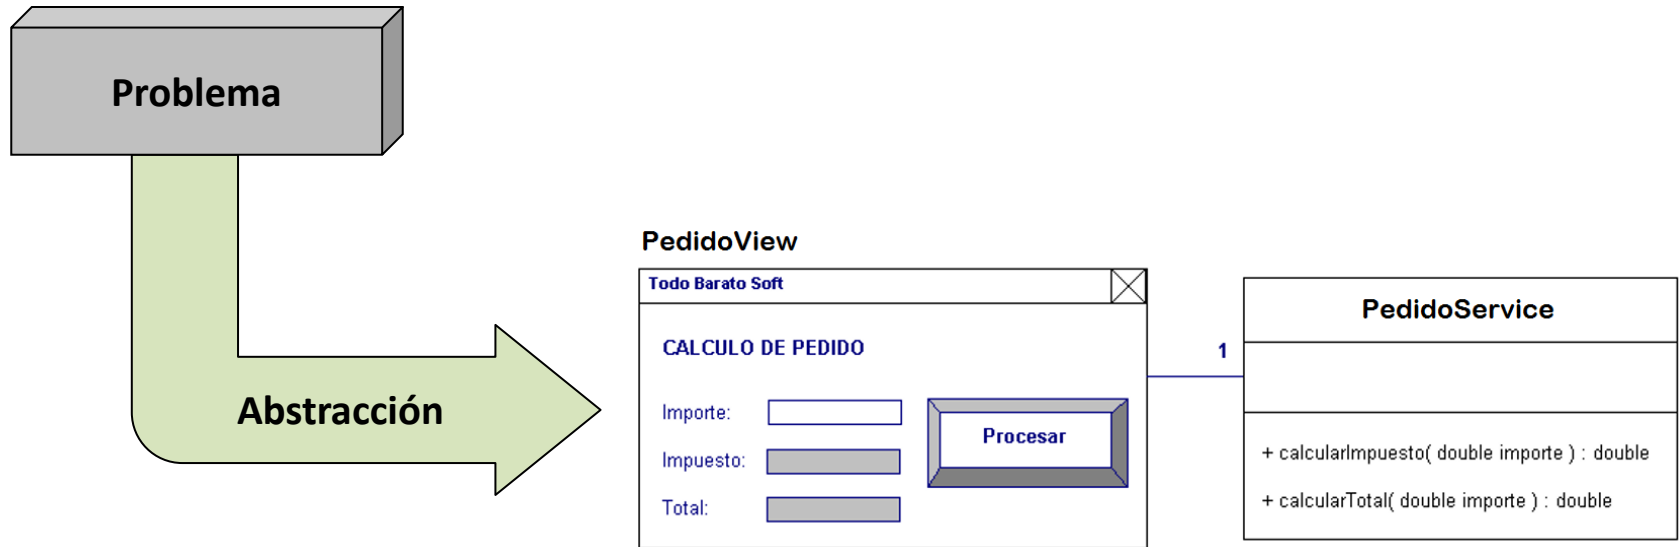 Problema
Abstracción
PedidoView
Todo Barato Soft
CALCULO DE PEDIDO
Importe:
Impuesto:
Total:
Procesar
1
PedidoService
+ calcularImpuesto( double importe ) : double
+ calcularTotal( double importe ) : double